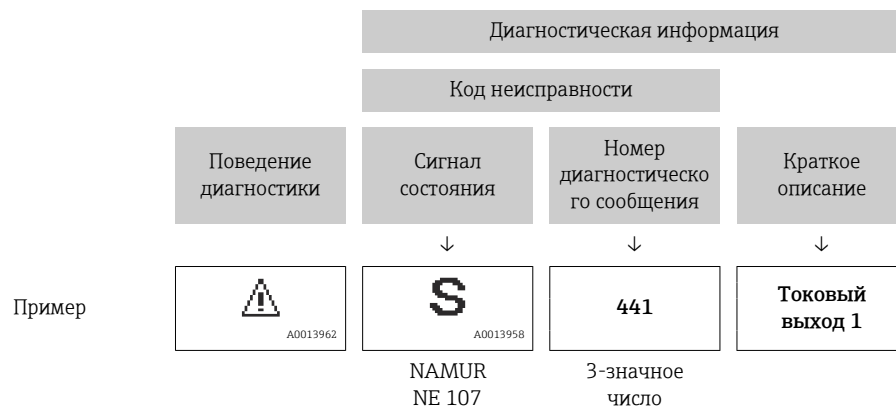 Диагностическая информация
Код неисправности
Поведение
диагностики
Сигнал
состояния
Номер
диагностическо
го сообщения
Краткое
описание
↓
↓
↓
Пример
A0013962
S
A0013958
441
Токовый
выход 1
NAMUR
NE 107
3-значное
число